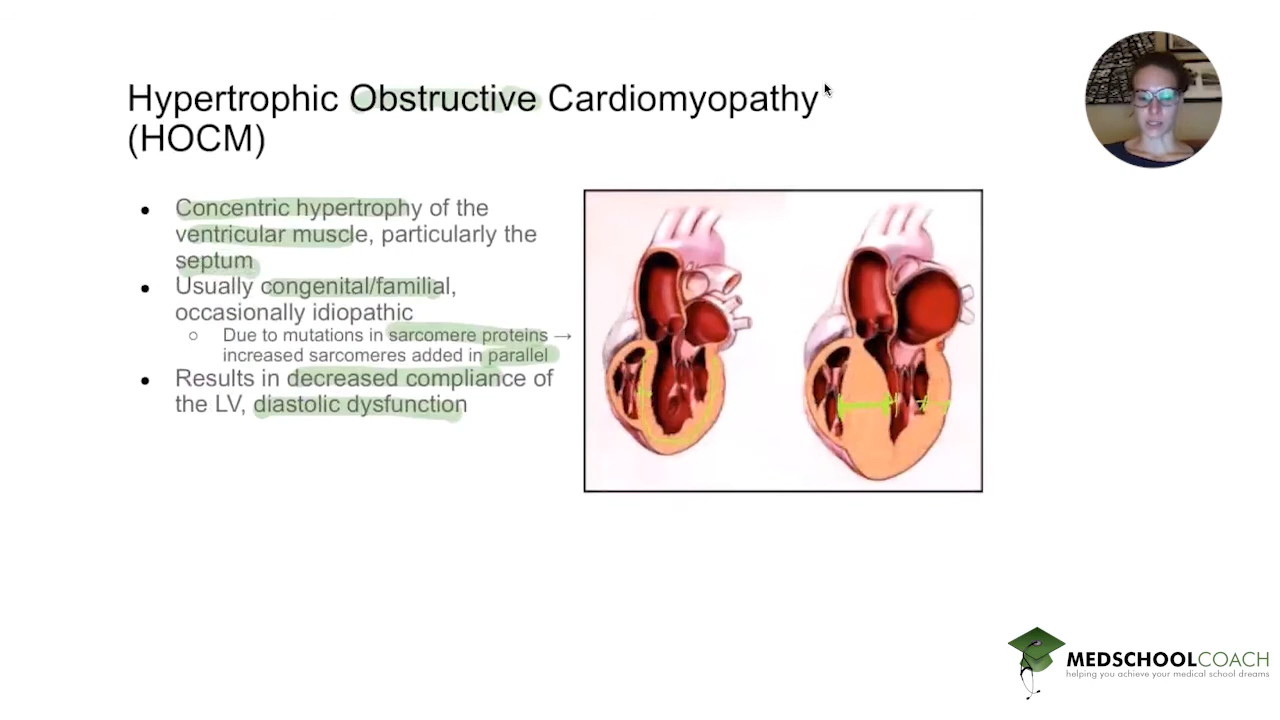 Hypertrophic Obstructive Cardiomyopathy
(HOCM)
● Concentric hypertrophy of the
ventricular muscle, particularly the
septum
● Usually congenital/familial,
occasionally idiopathic
○ Due to mutations in sarcomere proteins →
increased sarcomeres added in parallel
● Results in decreased compliance of
the LV, diastolic dysfunction
MEDSCHOOLCOACH
helping you achieve your medical school dreams